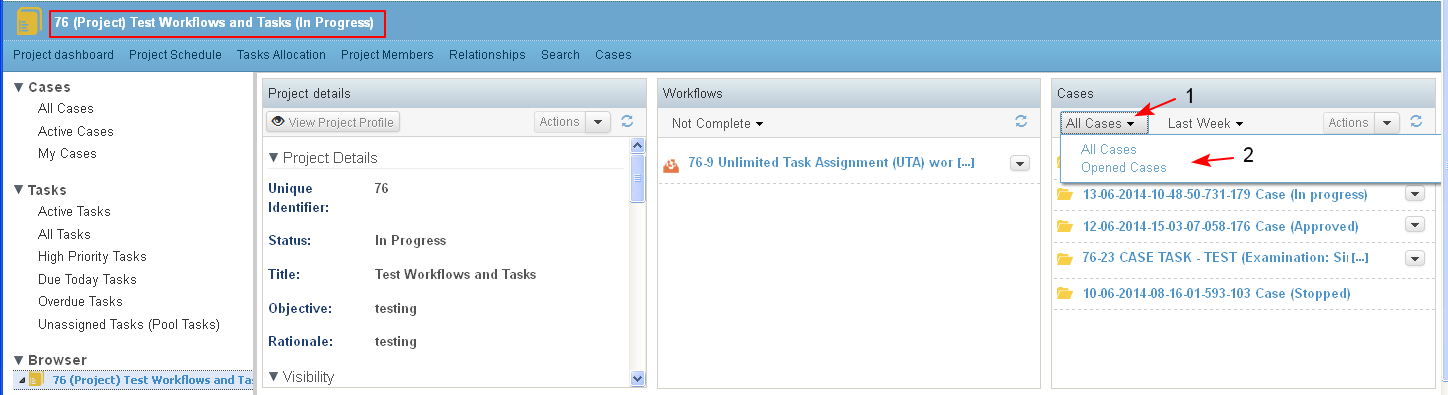 76 (Project) Test Workflows and Tasks (In Progress)
Project dashboard Project Schedule Tasks Allocation Project Members Relationships Search Cases
Cases
All Cases
Active Cases
My Cases
Tasks
Active Tasks
All Tasks
High Priority Tasks
Due Today Tasks
Overdue Tasks
Unassigned Tasks (Pool Tasks)
Browser
76 (Project) Test Workflows and Ta
Project details
View Project Profile Actions
Project Details
Unique Identifier: 76
Status: In Progress
Title: Test Workflows and Tasks
Objective: testing
Rationale: testing
Visibility
Workflows
Not Complete
76-9 Unlimited Task Assignment (UTA) wor [...]
Cases
1
All Cases Last Week Actions
All Cases
2
Opened Cases
13-06-2014-10-48-50-731-179 Case (In progress)
12-06-2014-15-03-07-058-176 Case (Approved)
76-23 CASE TASK - TEST (Examination: Si [...]
10-06-2014-08-16-01-593-103 Case (Stopped)